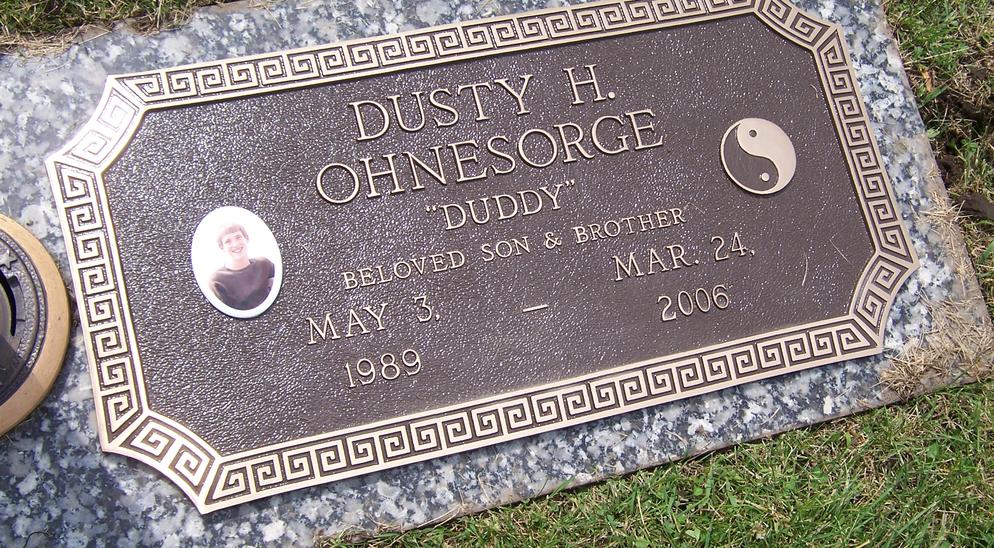 DUSTY H.
OHNESORGE
"DUDDY"
BELOVED SON & BROTHER
MAY 3, – MAR. 24,
1989 2006